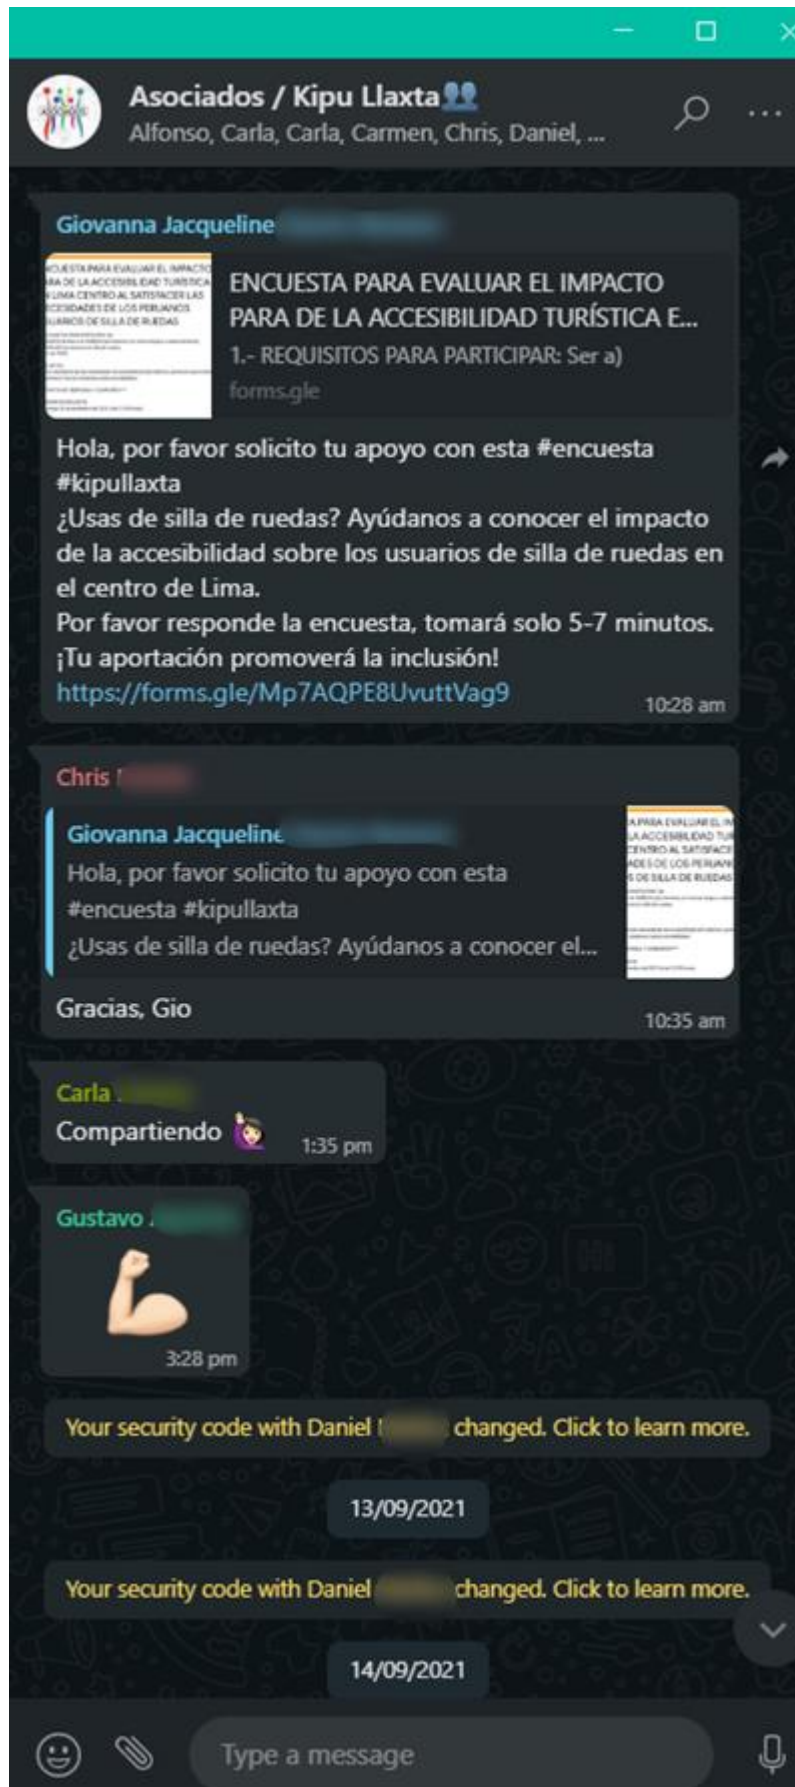 Asociados / Kipu Llaxta
Alfonso, Carla, Carla, Carmen, Chris, Daniel, ...
Giovanna Jacqueline
ENCUESTA PARA EVALUAR EL IMPACTO
PARA DE LA ACCESIBILIDAD TURÍSTICA E...
1.- REQUISITOS PARA PARTICIPAR: Ser a)
forms.gle
Hola, por favor solicito tu apoyo con esta #encuesta
#kipullaxta
¿Usas de silla de ruedas? Ayúdanos a conocer el impacto
de la accesibilidad sobre los usuarios de silla de ruedas en
el centro de Lima.
Por favor responde la encuesta, tomará solo 5-7 minutos.
¡Tu aportación promoverá la inclusión!
https://forms.gle/Mp7AQPE8UvuttVag9
10:28 am
Chris
Giovanna Jacqueline
Hola, por favor solicito tu apoyo con esta
#encuesta #kipullaxta
¿Usas de silla de ruedas? Ayúdanos a conocer el...
Gracias, Gio
10:35 am
Carla
Compartiendo
1:35 pm
Gustavo
3:28 pm
Your security code with Daniel changed. Click to learn more.
13/09/2021
Your security code with Daniel changed. Click to learn more.
14/09/2021
Type a message